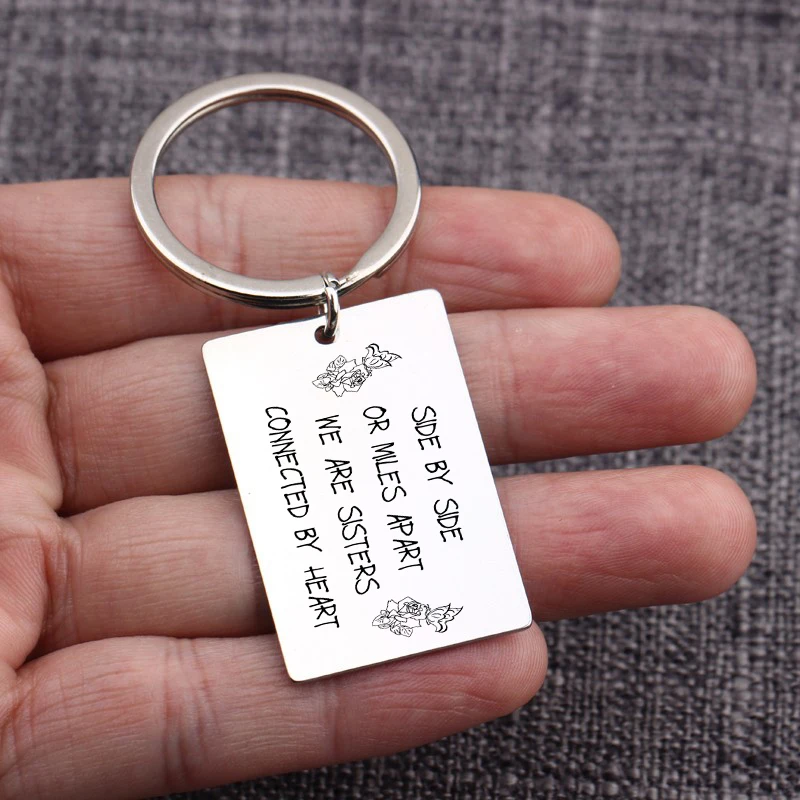 SIDE BY SIDE
OR MILES APART
WE ARE SISTERS
CONNECTED BY HEART